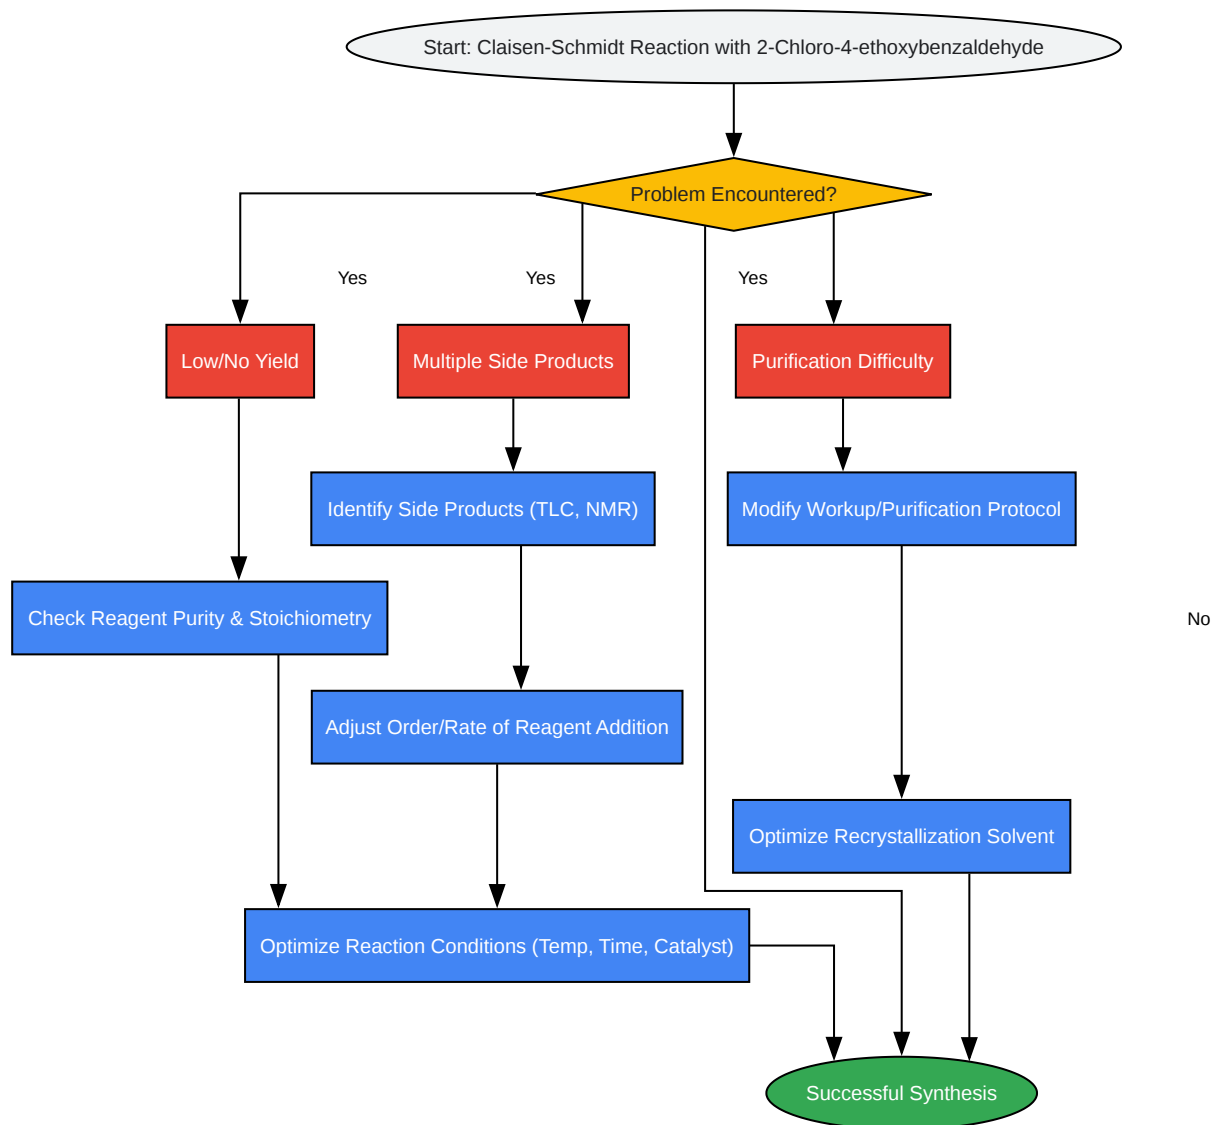 Start: Claisen-Schmidt Reaction with 2-Chloro-4-ethoxybenzaldehyde
Problem Encountered?
Yes
Yes
Yes
Low/No Yield
Multiple Side Products
Purification Difficulty
Identify Side Products (TLC, NMR)
Modify Workup/Purification Protocol
Check Reagent Purity & Stoichiometry
No
Adjust Order/Rate of Reagent Addition
Optimize Recrystallization Solvent
Optimize Reaction Conditions (Temp, Time, Catalyst)
Successful Synthesis